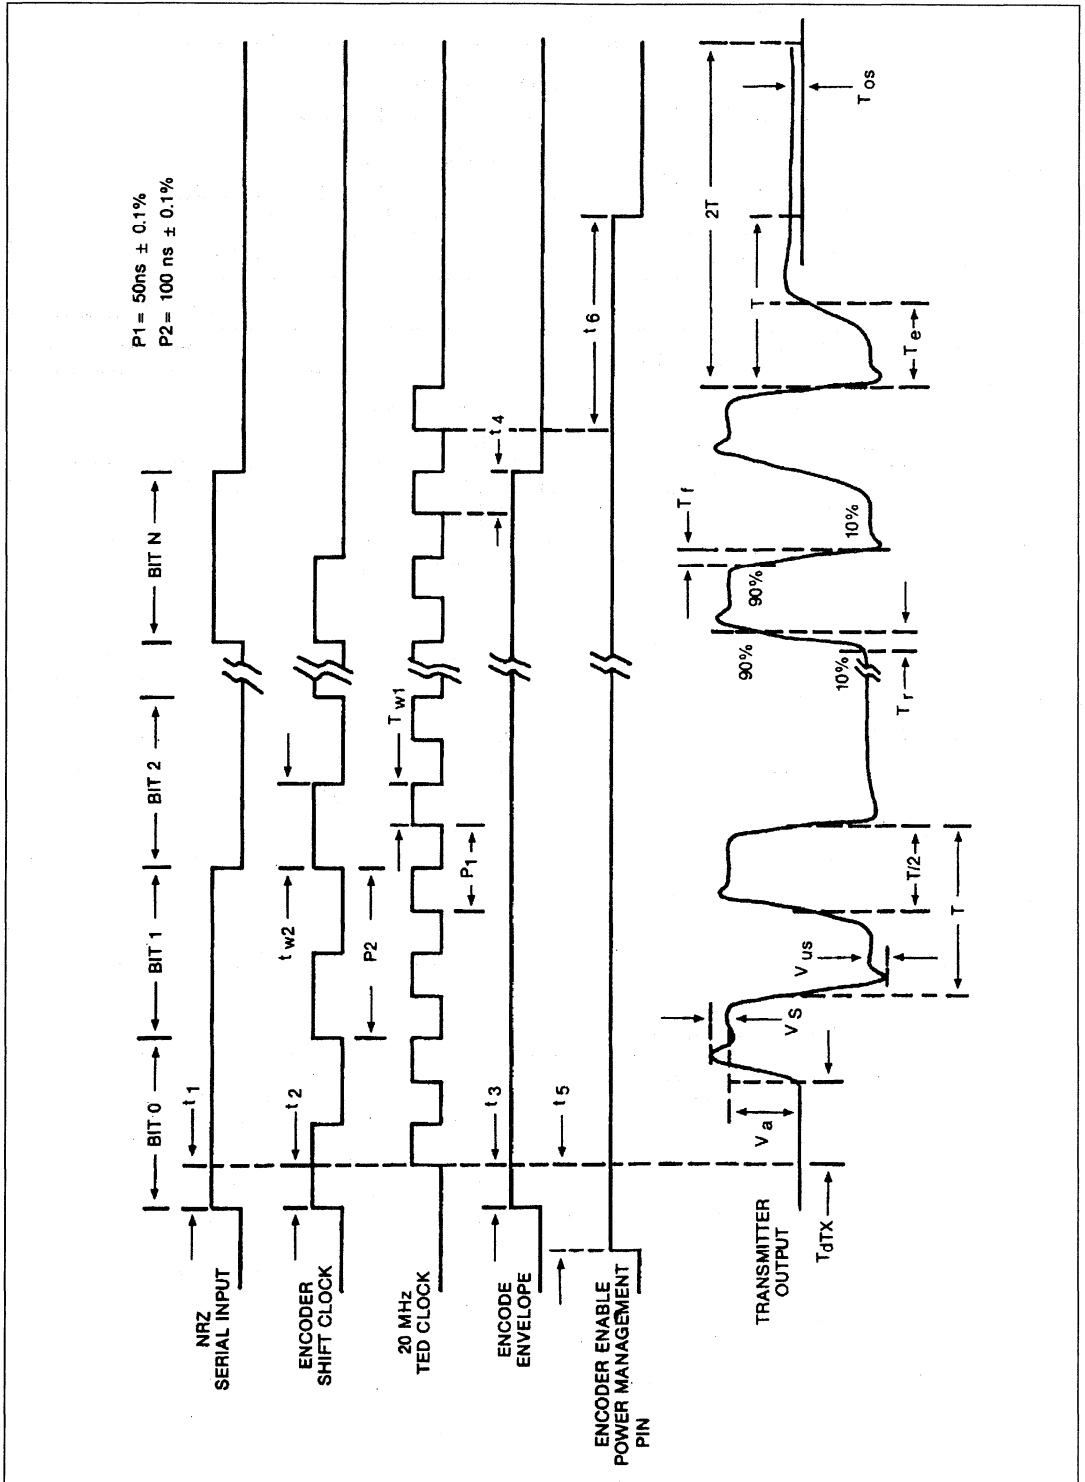 P1= 50ns ± 0.1%
P2= 100 ns ± 0.1%
BIT 0
BIT 1
BIT 2
BIT N
NRZ
SERIAL INPUT
t1
ENCODER
SHIFT CLOCK
t2
tw2
20 MHz
TED CLOCK
P2
Tw1
P1
ENCODE
ENVELOPE
t3
t4
ENCODER ENABLE
POWER MANAGEMENT
PIN
t5
t6
TRANSMITTER
OUTPUT
TdTX
Va
VS
Vus
T/2
T
90%
10%
Tr
Tf
90%
10%
2T
T
Te
Tos